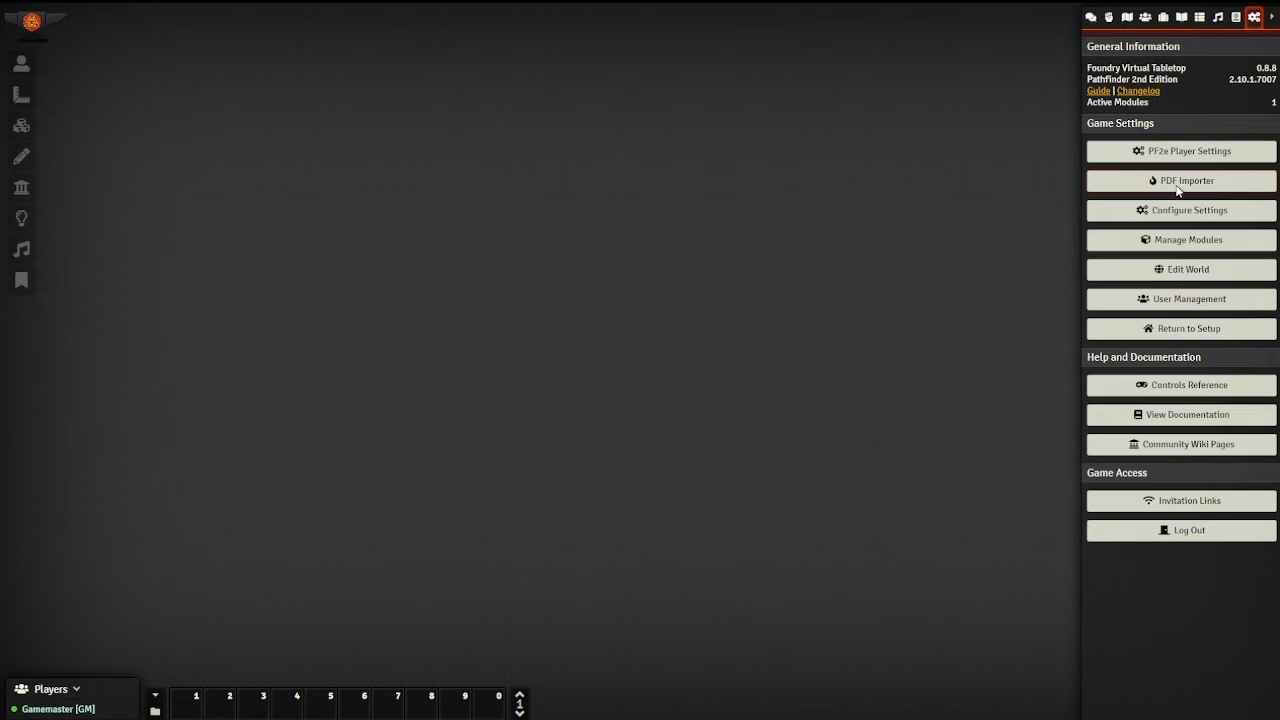 General Information
Foundry Virtual Tabletop 0.8.8
Pathfinder 2nd Edition 2.10.1.7007
Guide | Changelog
Active Modules 1
Game Settings
PF2e Player Settings
PDF Importer
Configure Settings
Manage Modules
Edit World
User Management
Return to Setup
Help and Documentation
Controls Reference
View Documentation
Community Wiki Pages
Game Access
Invitation Links
Log Out
Players
Gamemaster [GM]
1 2 3 4 5 6 7 8 9 0
1